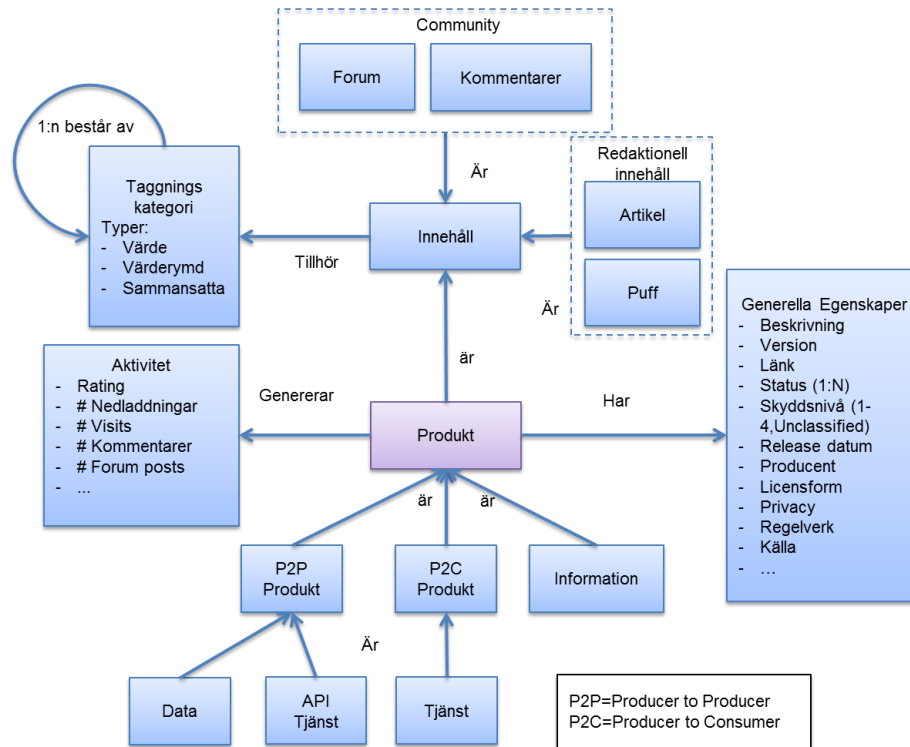 Community
Forum
Kommentarer
1:n består av
Är
Redaktionell
innehåll
Artikel
Puff
Är
Taggnings
kategori
Typer:
- Värde
- Värderymd
- Sammansatta
Tillhör
Innehåll
är
Generella Egenskaper
- Beskrivning
- Version
- Länk
- Status (1:N)
- Skyddsnivå (1-
4,Unclassified)
- Release datum
- Producent
- Licensform
- Privacy
- Regelverk
- Källa
- ...
Aktivitet
- Rating
- # Nedladdningar
- # Visits
- # Kommentarer
- # Forum posts
- ...
Genererar
Produkt
Har
är
är
är
P2P
Produkt
P2C
Produkt
Information
Är
Data
API
Tjänst
Tjänst
P2P=Producer to Producer
P2C=Producer to Consumer